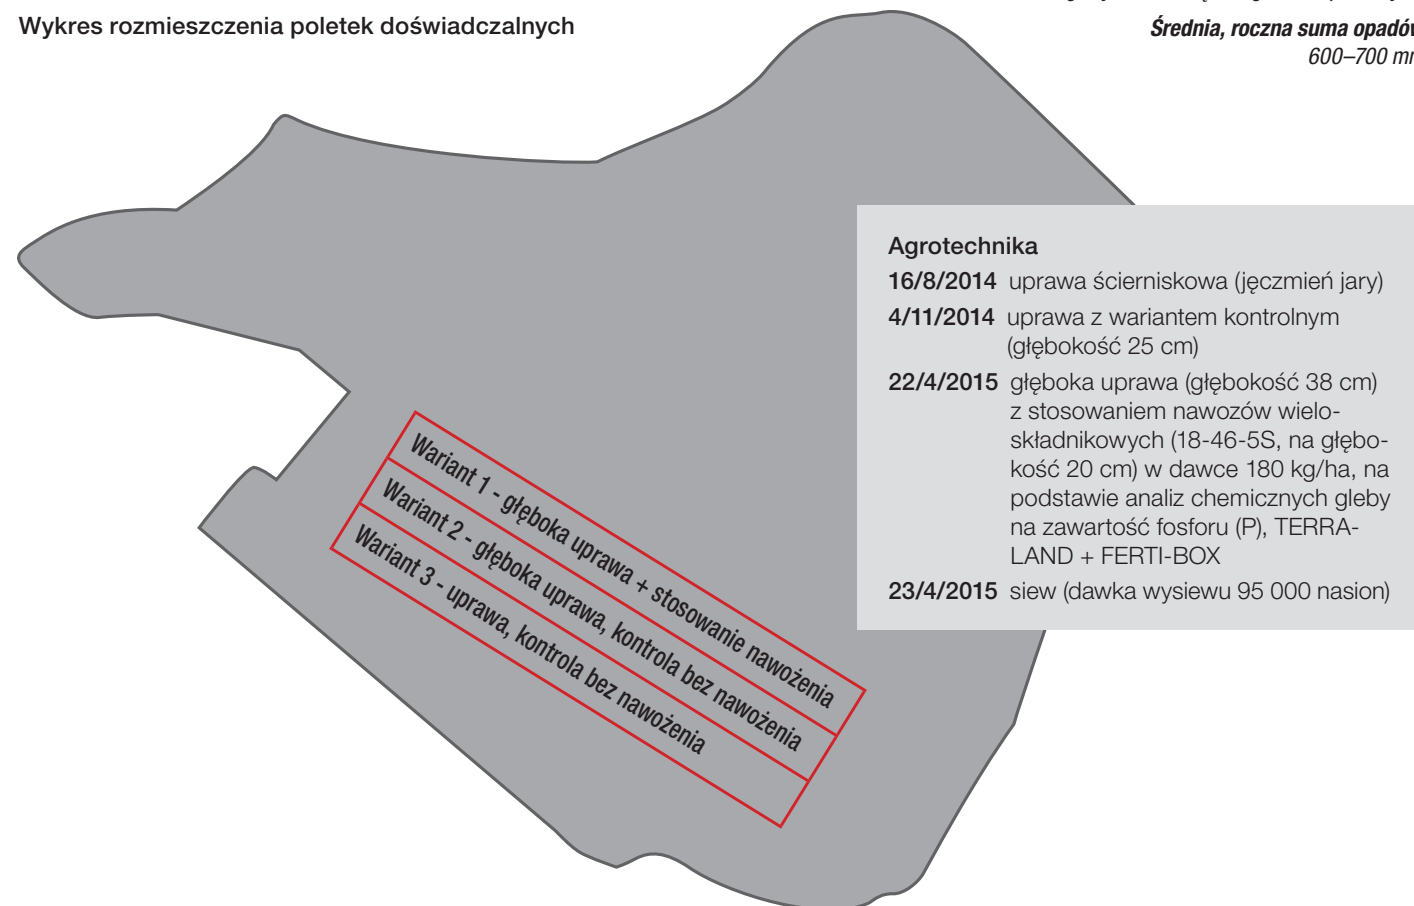 Wykres rozmieszczenia poletek doświadczalnych
Średnia, roczna suma opadów
600–700 mm
Agrotechnika
16/8/2014 uprawa ścierniskowa (jęczmień jary)
4/11/2014 uprawa z wariantem kontrolnym
(głębokość 25 cm)
22/4/2015 głęboka uprawa (głębokość 38 cm)
z stosowaniem nawozów wielo-
składnikowych (18-46-5S, na głębo-
kość 20 cm) w dawce 180 kg/ha, na
podstawie analiz chemicznych gleby
na zawartość fosforu (P), TERRA-
LAND + FERTI-BOX
23/4/2015 siew (dawka wysiewu 95 000 nasion)
Wariant 1 - głęboka uprawa + stosowanie nawożenia
Wariant 2 - głęboka uprawa, kontrola bez nawożenia
Wariant 3 - uprawa, kontrola bez nawożenia